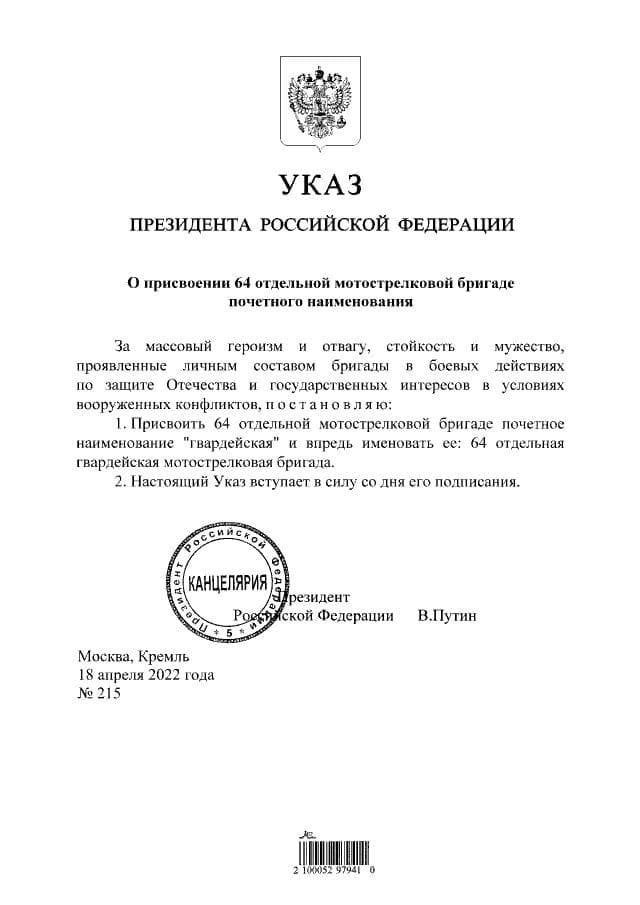 УКАЗ
ПРЕЗИДЕНТА РОССИЙСКОЙ ФЕДЕРАЦИИ
О присвоении 64 отдельной мотострелковой бригаде
почетного наименования
За массовый героизм и отвагу, стойкость и мужество,
проявленные личным составом бригады в боевых действиях
по защите Отечества и государственных интересов в условиях
вооруженных конфликтов, п о с т а н о в л я ю:
1. Присвоить 64 отдельной мотострелковой бригаде почетное
наименование "гвардейская" и впредь именовать ее: 64 отдельная
гвардейская мотострелковая бригада.
2. Настоящий Указ вступает в силу со дня его подписания.
Президент Российской Федерации
* 5 *
КАНЦЕЛЯРИЯ
Президент
Российской Федерации В.Путин
Москва, Кремль
18 апреля 2022 года
№ 215
2 100052 97941 0